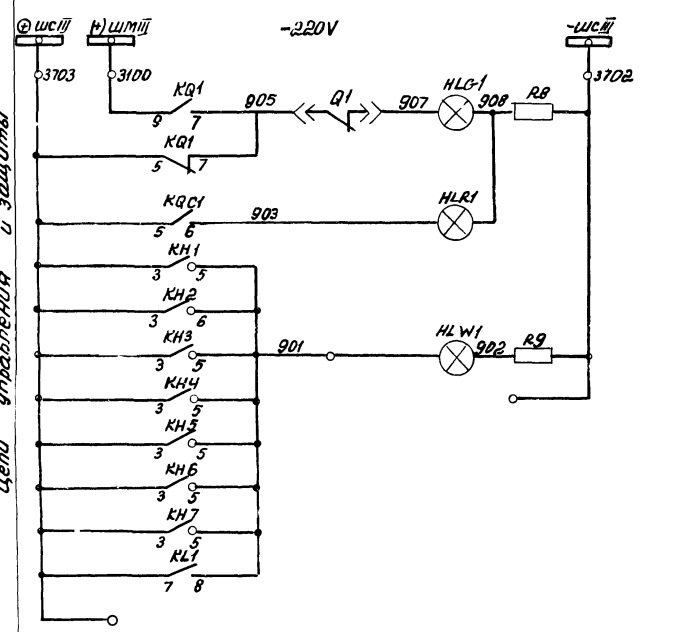 ⊕ ШСIII
(+) ШМIII
-220V
-ШСIII
3703
3100
3702
KQ1
9 7
905
Q1
907
HLG1
908
R8
KQ1
5 7
KQC1
5 6
903
HLR1
KH1
3 5
KH2
3 6
KH3
3 5
901
HLW1
902
R9
KH4
3 5
KH5
3 5
KH6
3 5
KH7
3 5
KL1
7 8
Цепи управления и защиты